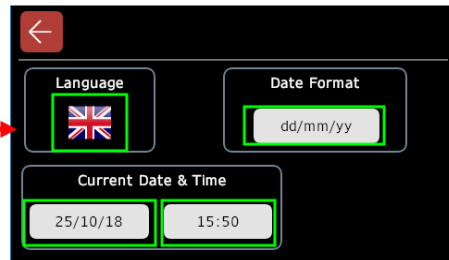 Language
Date Format
dd/mm/yy
Current Date & Time
25/10/18
15:50